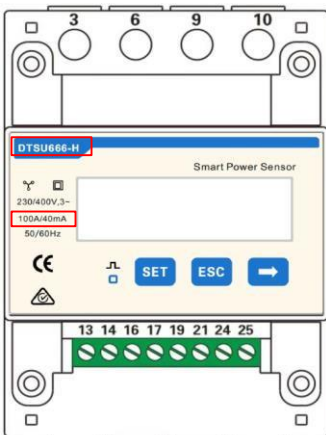 3 6 9 10
DTSU666-H
Smart Power Sensor
230/400V,3~
100A/40mA
50/60Hz
CE
SET ESC
13 14 16 17 19 21 24 25